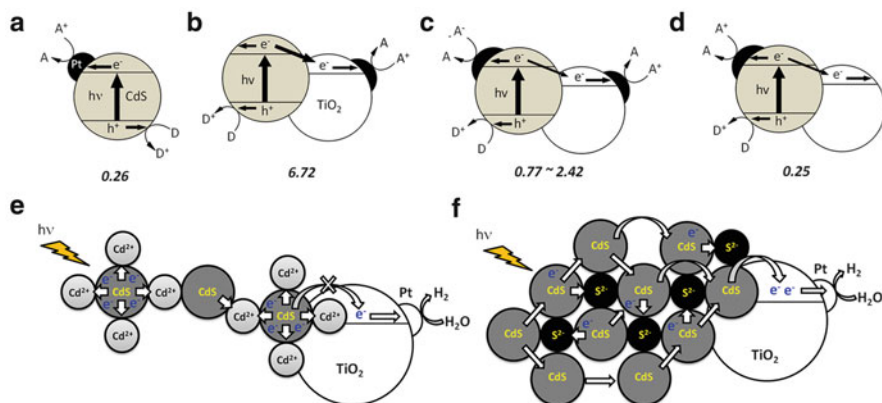 a
b
c
d
A⁺
A
Pt
e⁻
hν
CdS
h⁺
D
D⁺
0.26
e⁻
e⁻
A
A⁺
hν
TiO₂
D⁺
h⁺
D
6.72
A⁻ A⁻
A
e⁻
e⁻
A
A⁺
hν
D⁺
h⁺
D
0.77 ~ 2.42
A⁺
A
e⁻
e⁻
hν
D⁺
h⁺
D
0.25
e
hν
Cd²⁺
Cd²⁺
e⁻
e⁻ CdS e⁻
e⁻
Cd²⁺
Cd²⁺
CdS
Cd²⁺
Cd²⁺
e⁻
e⁻ CdS e⁻
e⁻
Cd²⁺
Cd²⁺
e⁻
Pt
H₂
H₂O
TiO₂
f
hν
CdS
e⁻
CdS
S²⁻
e⁻
CdS
S²⁻
CdS
e⁻
S²⁻
CdS
e⁻ e⁻
Pt
H₂
H₂O
CdS
S²⁻
e⁻
CdS
S²⁻
e⁻
CdS
TiO₂
CdS
CdS